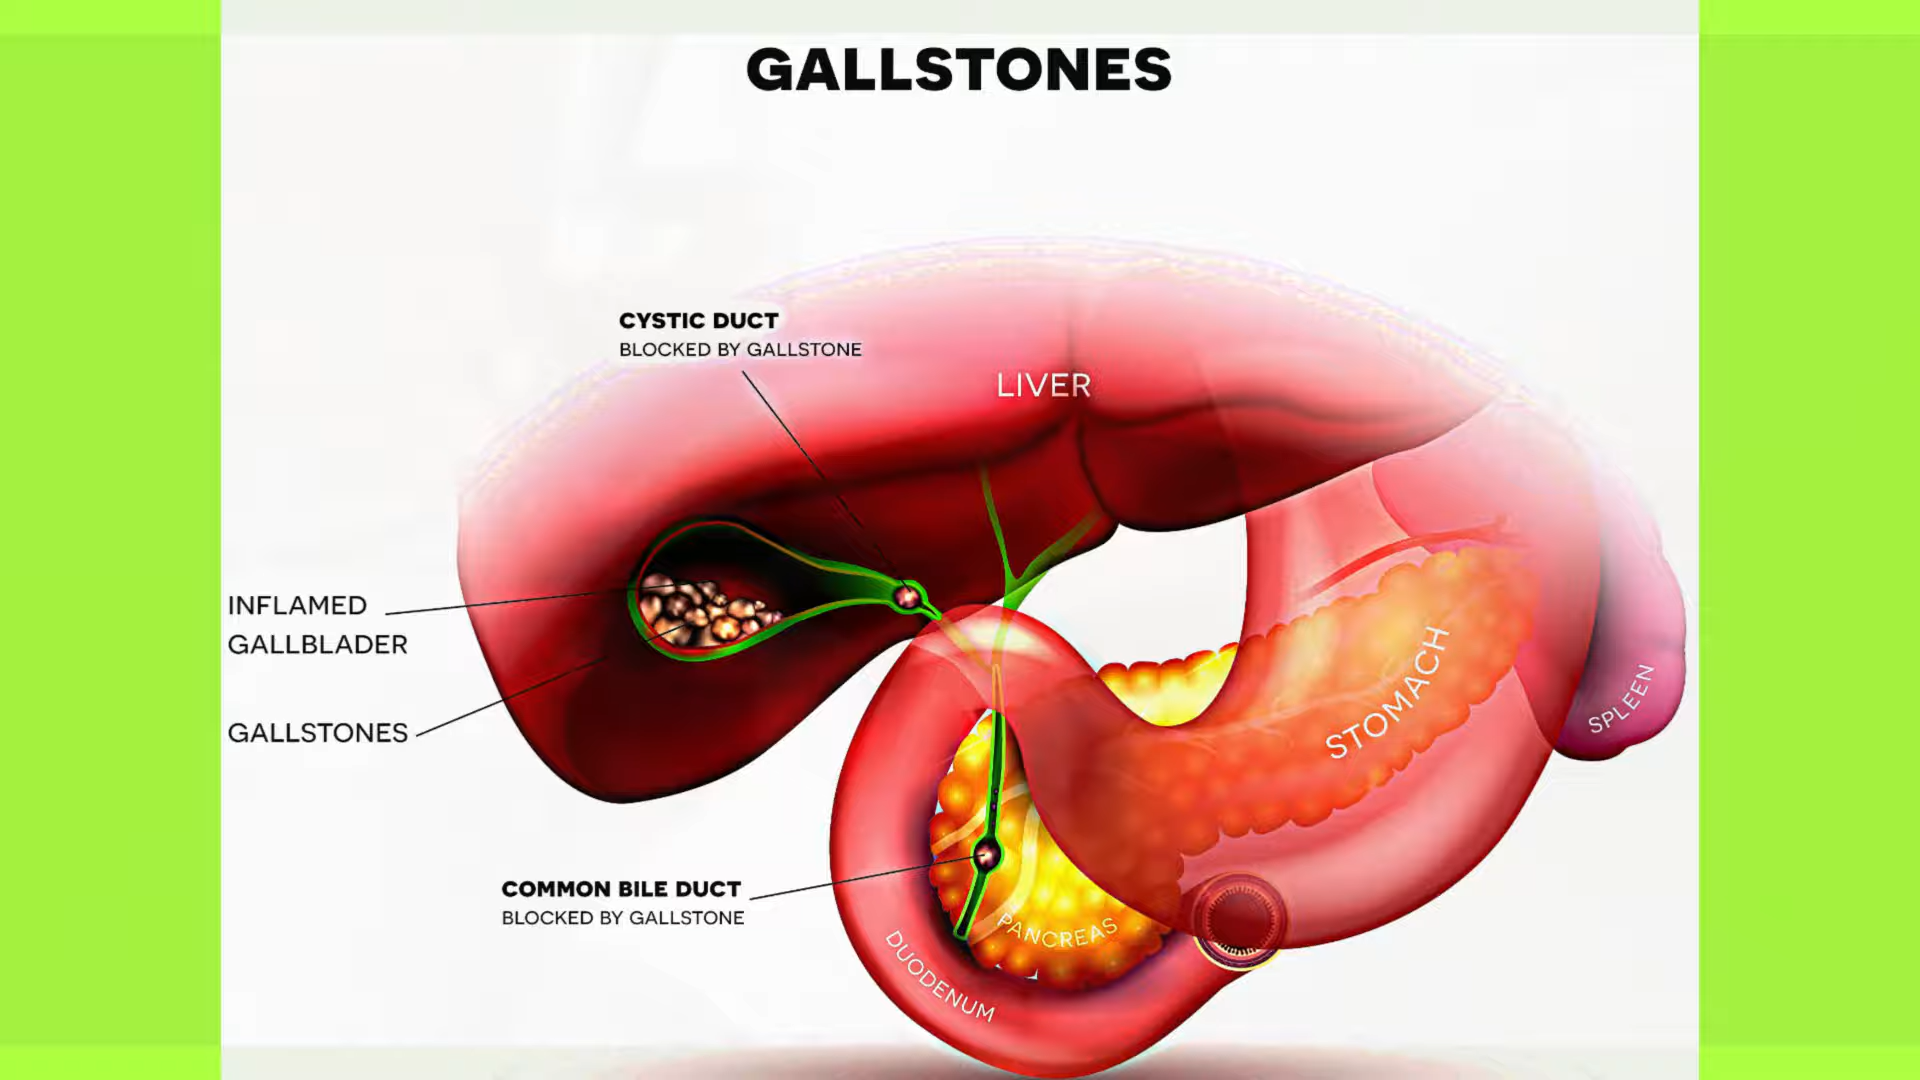 GALLSTONES
CYSTIC DUCT
BLOCKED BY GALLSTONE
LIVER
INFLAMED
GALLBLADER
GALLSTONES
STOMACH
SPLEEN
COMMON BILE DUCT
BLOCKED BY GALLSTONE
PANCREAS
DUODENUM